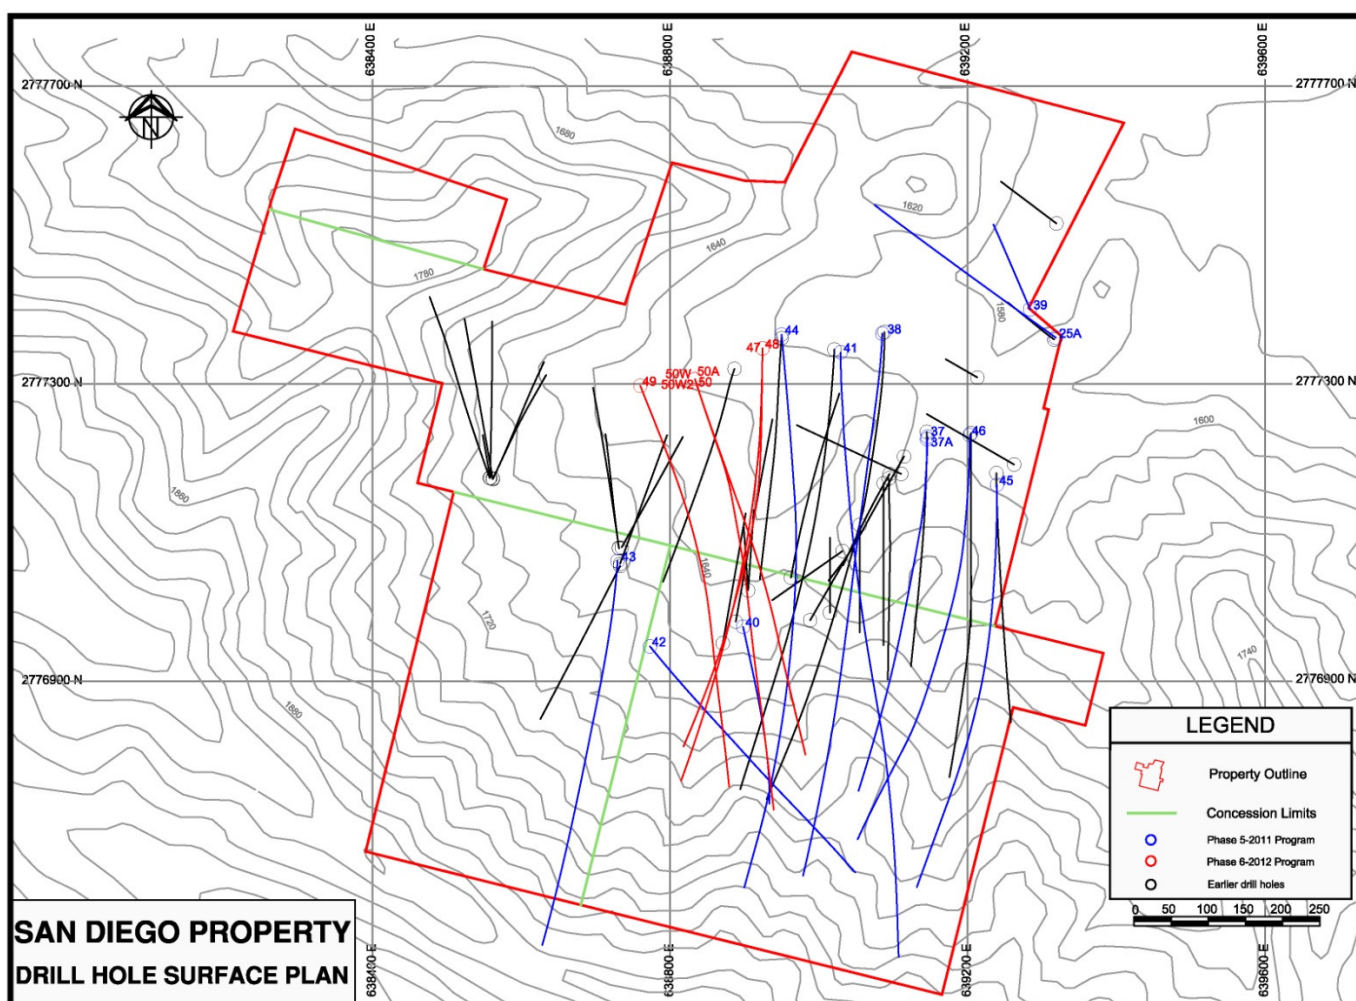 638400 E
638800 E
639200 E
639600 E
2777700 N
2777700 N
N
1680
1620
1640
1780
1580
39
25A
44
38
47
48
41
50W
50A
49
50W2
50
2777300 N
2777300 N
1600
37
46
37A
45
1860
43
1640
1720
40
42
1740
2776900 N
2776900 N
1880
LEGEND
Property Outline
Concession Limits
Phase 5-2011 Program
Phase 6-2012 Program
Earlier drill holes
0 50 100 150 200 250
SAN DIEGO PROPERTY
DRILL HOLE SURFACE PLAN
638400 E
638800 E
639200 E
639600 E